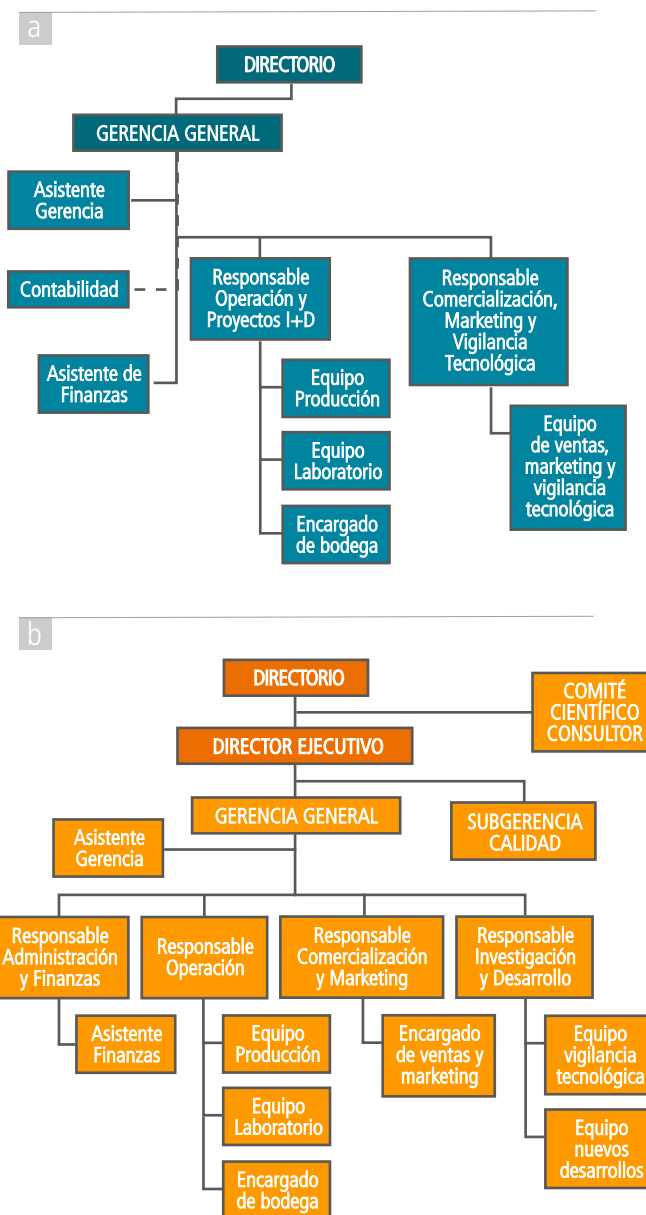 a
DIRECTORIO
GERENCIA GENERAL
Asistente
Gerencia
Contabilidad
Asistente de
Finanzas
Responsable
Operación y
Proyectos I+D
Equipo
Producción
Equipo
Laboratorio
Encargado
de bodega
Responsable
Comercialización,
Marketing y
Vigilancia
Tecnológica
Equipo
de ventas,
marketing y
vigilancia
tecnológica
b
DIRECTORIO
COMITÉ
CIENTÍFICO
CONSULTOR
DIRECTOR EJECUTIVO
GERENCIA GENERAL
SUBGERENCIA
CALIDAD
Asistente
Gerencia
Responsable
Administración
y Finanzas
Asistente
Finanzas
Responsable
Operación
Equipo
Producción
Equipo
Laboratorio
Encargado
de bodega
Responsable
Comercialización
y Marketing
Encargado
de ventas y
marketing
Responsable
Investigación
y Desarrollo
Equipo
vigilancia
tecnológica
Equipo
nuevos
desarrollos